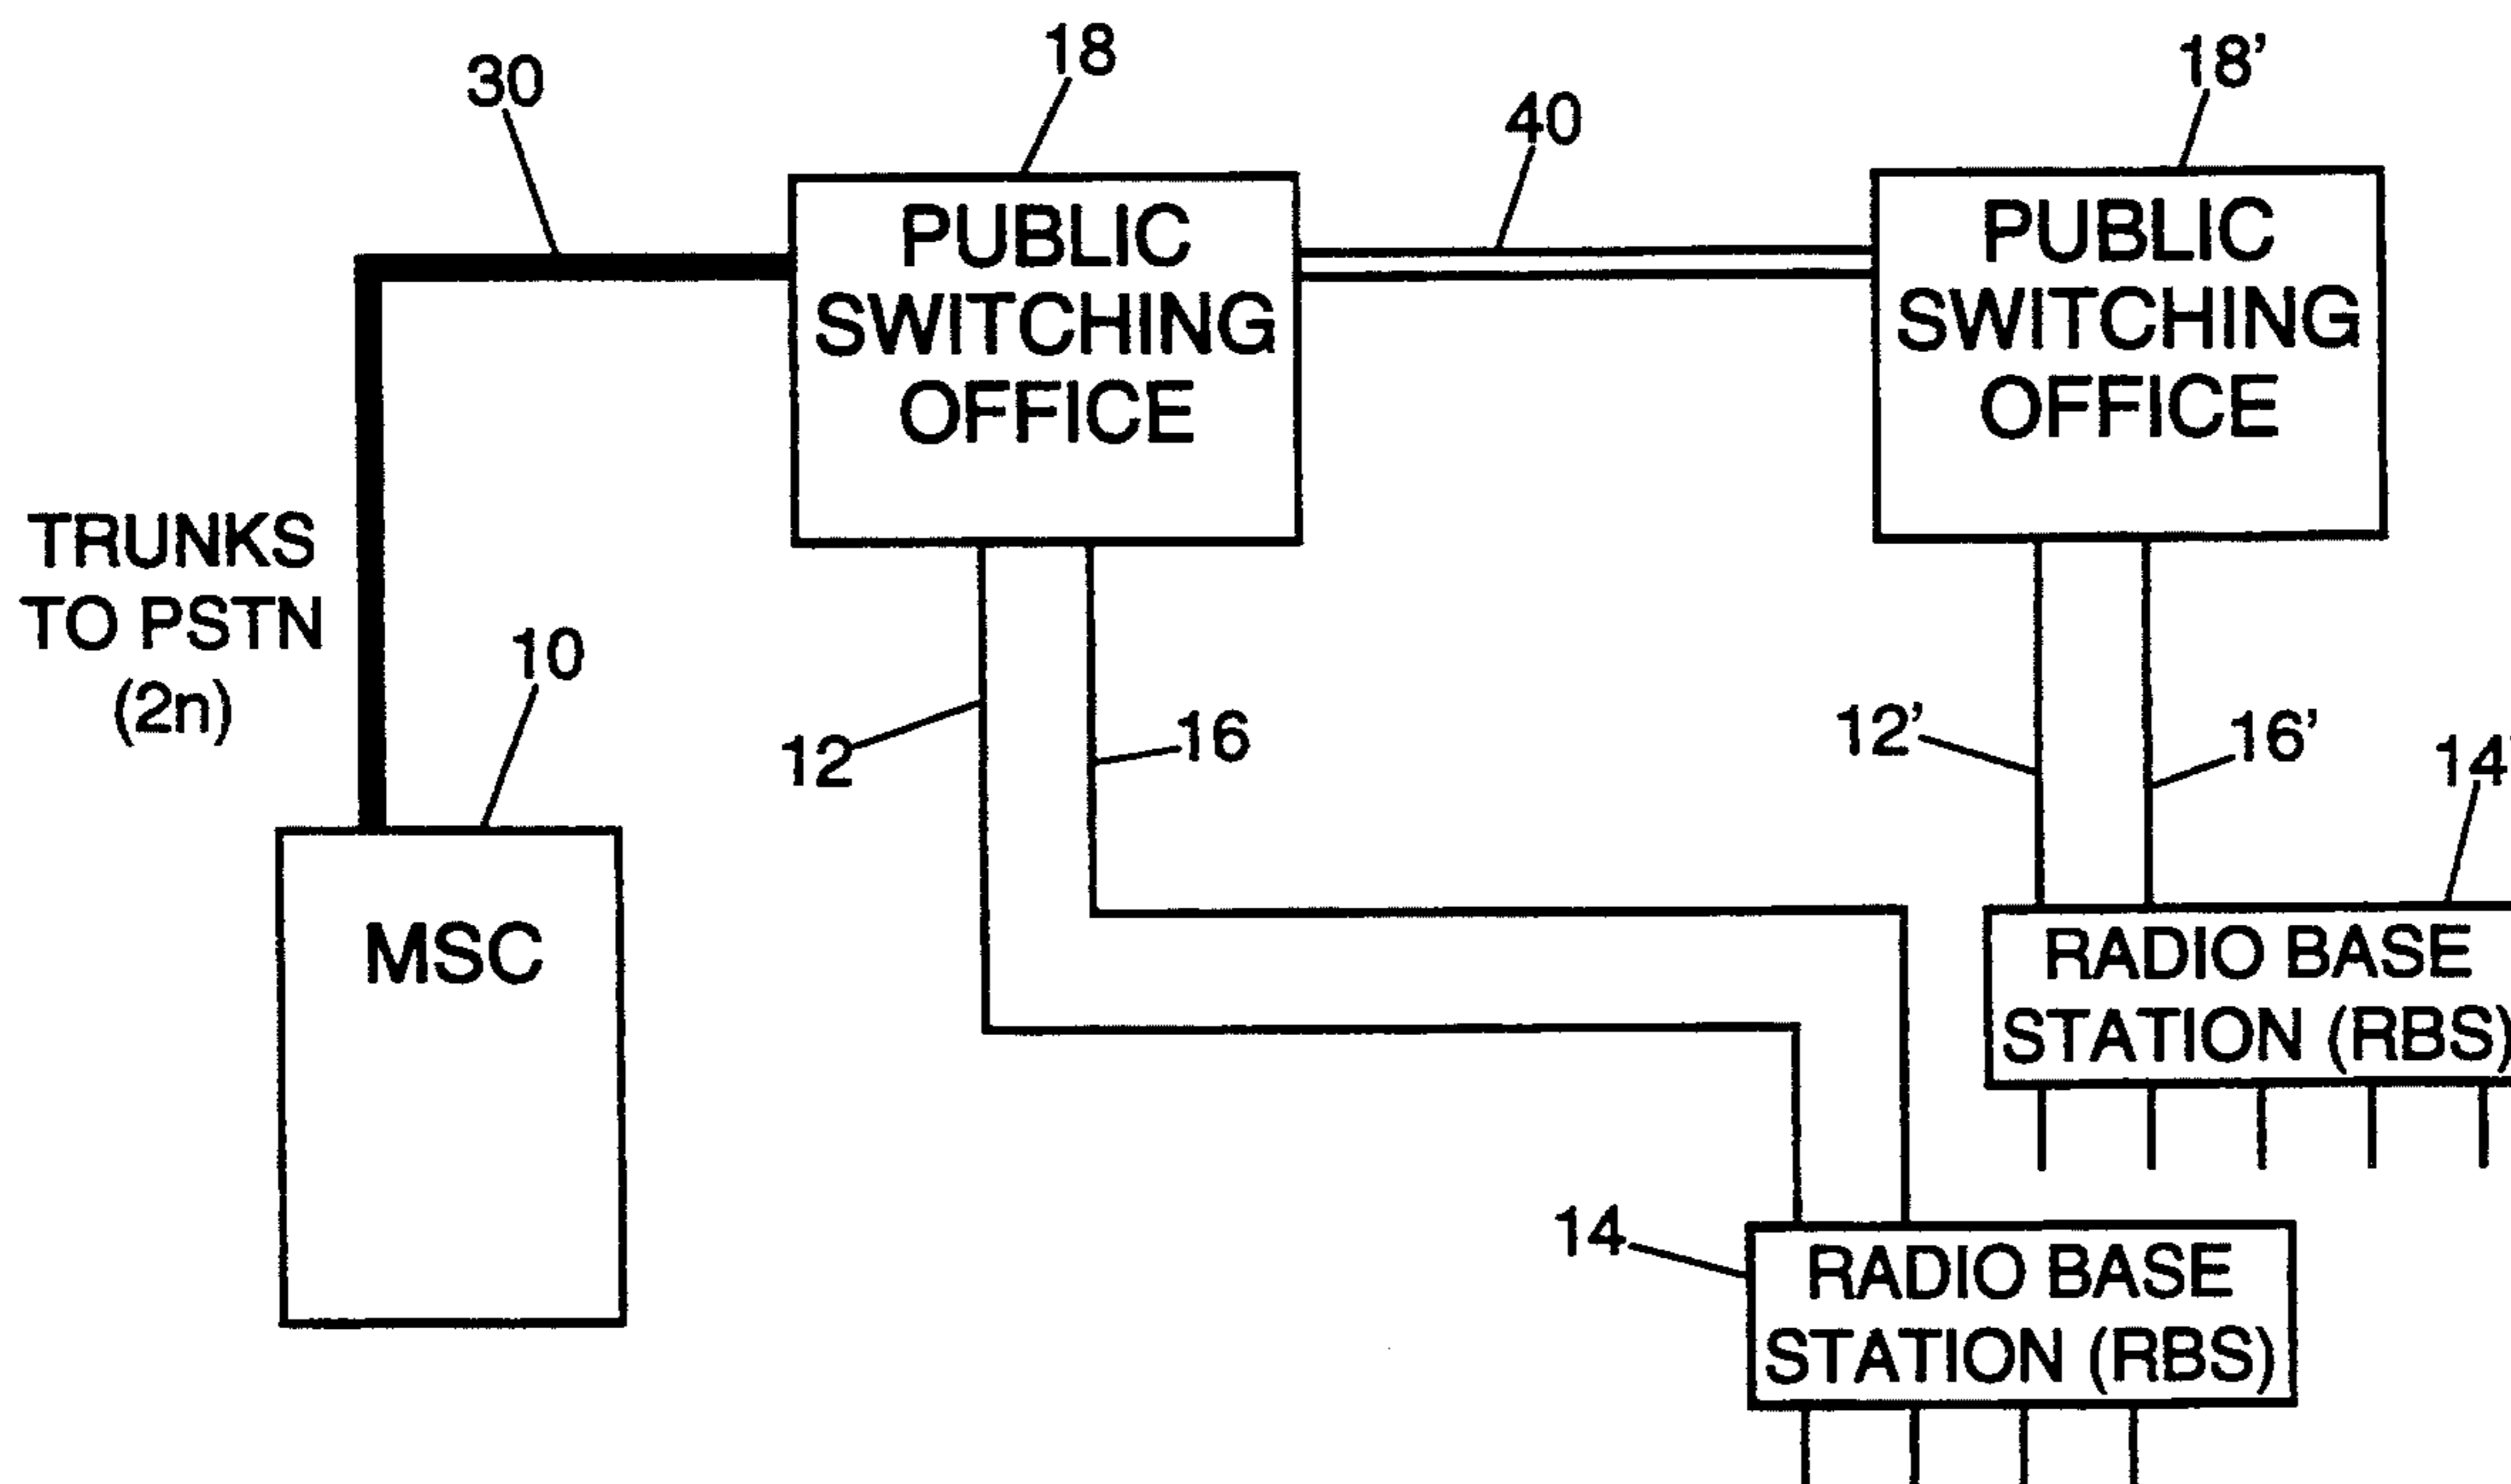 30
18
40
18'
PUBLIC
SWITCHING
OFFICE
PUBLIC
SWITCHING
OFFICE
TRUNKS
TO PSTN
(2n)
10
12
16
12'
16'
14'
MSC
RADIO BASE
STATION (RBS)
14
RADIO BASE
STATION (RBS)